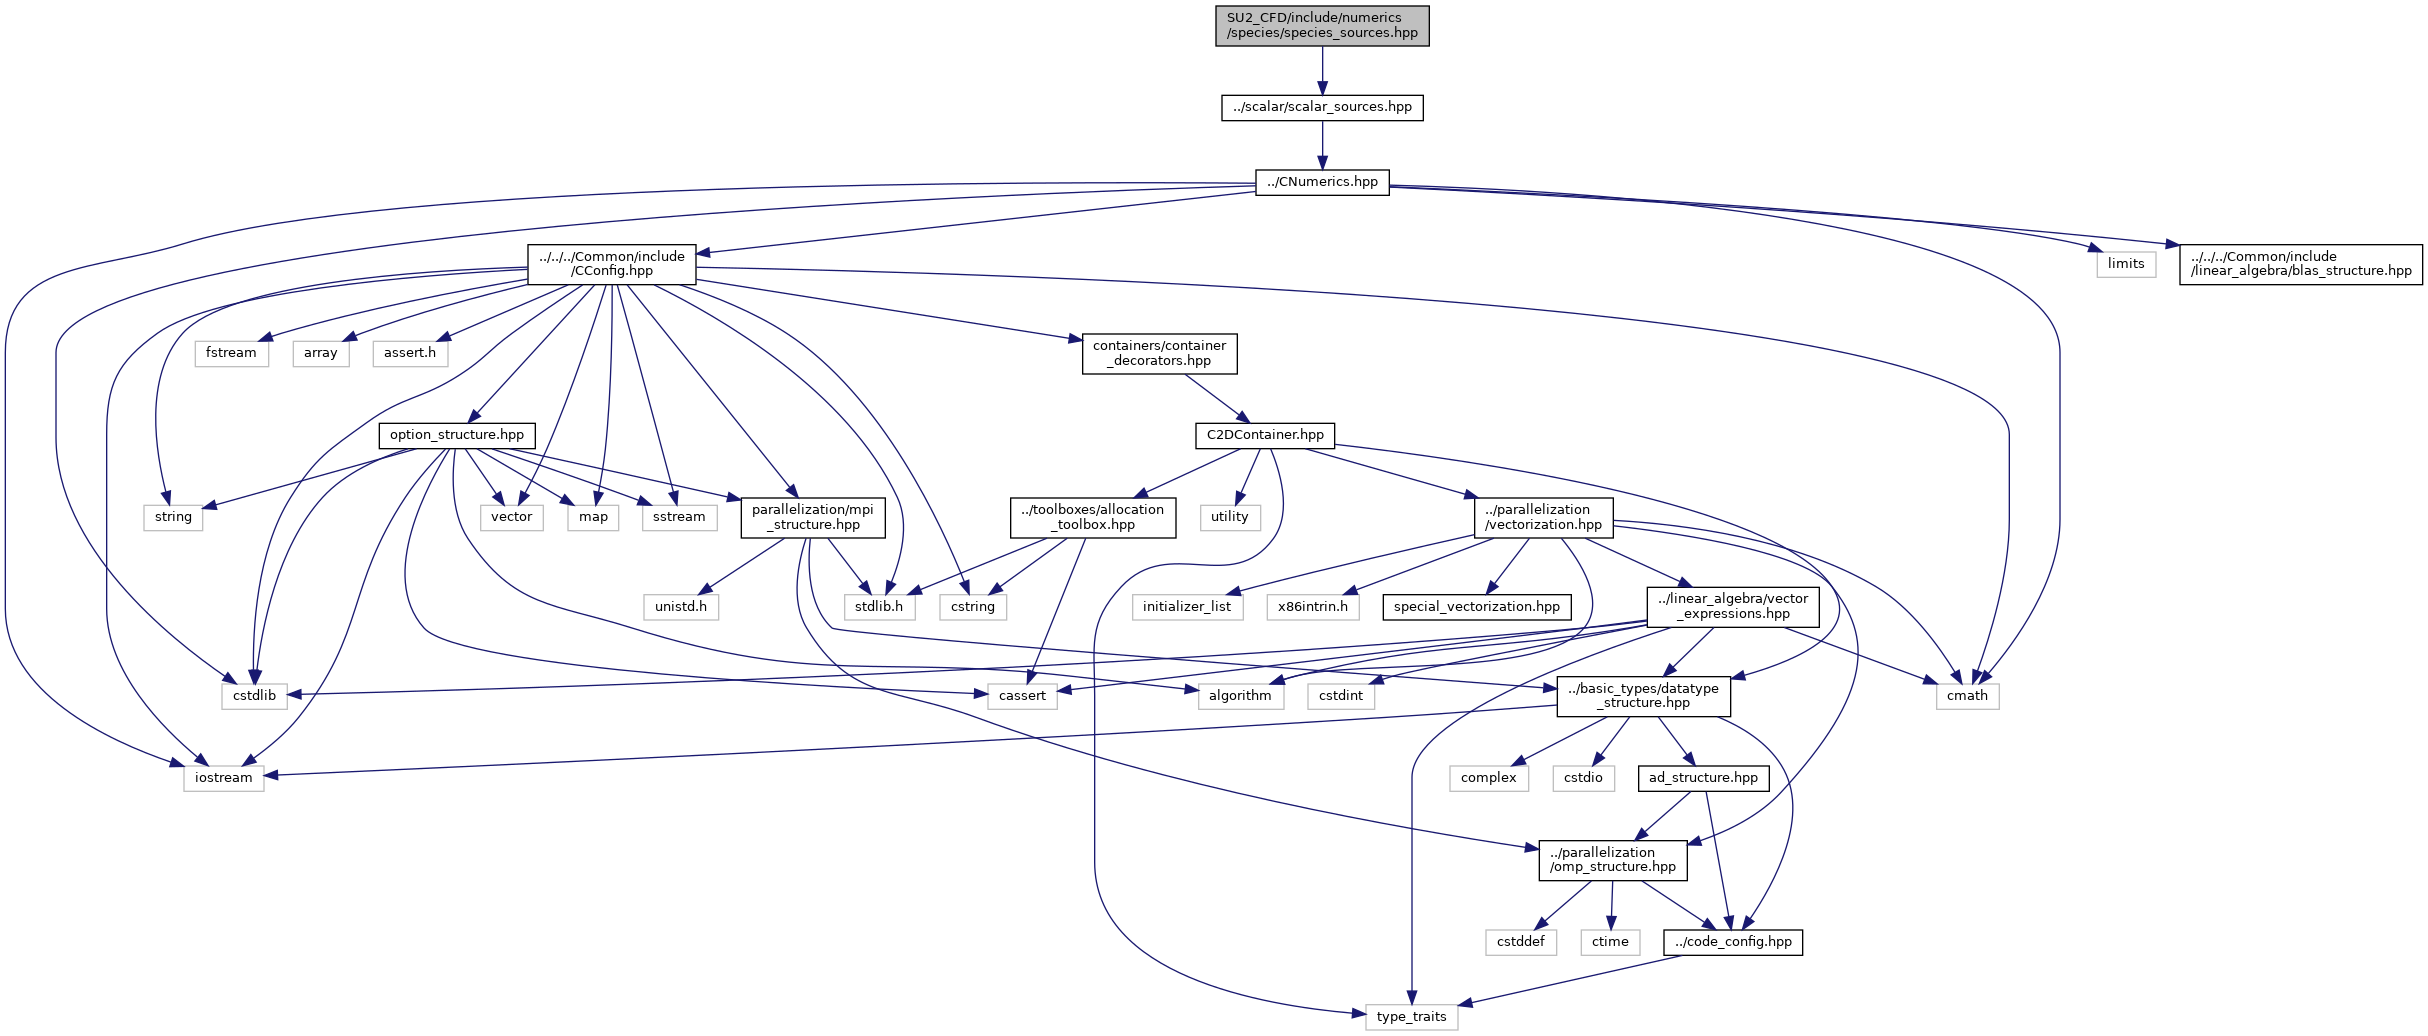 SU2_CFD/include/numerics
/species/species_sources.hpp
../scalar/scalar_sources.hpp
../CNumerics.hpp
../../../Common/include
/CConfig.hpp
limits
../../../Common/include
/linear_algebra/blas_structure.hpp
fstream
array
assert.h
containers/container
_decorators.hpp
option_structure.hpp
C2DContainer.hpp
string
vector
map
sstream
parallelization/mpi
_structure.hpp
../toolboxes/allocation
_toolbox.hpp
utility
../parallelization
/vectorization.hpp
unistd.h
stdlib.h
cstring
initializer_list
x86intrin.h
special_vectorization.hpp
../linear_algebra/vector
_expressions.hpp
cstdlib
cassert
algorithm
cstdint
../basic_types/datatype
_structure.hpp
cmath
iostream
complex
cstdio
ad_structure.hpp
../parallelization
/omp_structure.hpp
cstddef
ctime
../code_config.hpp
type_traits